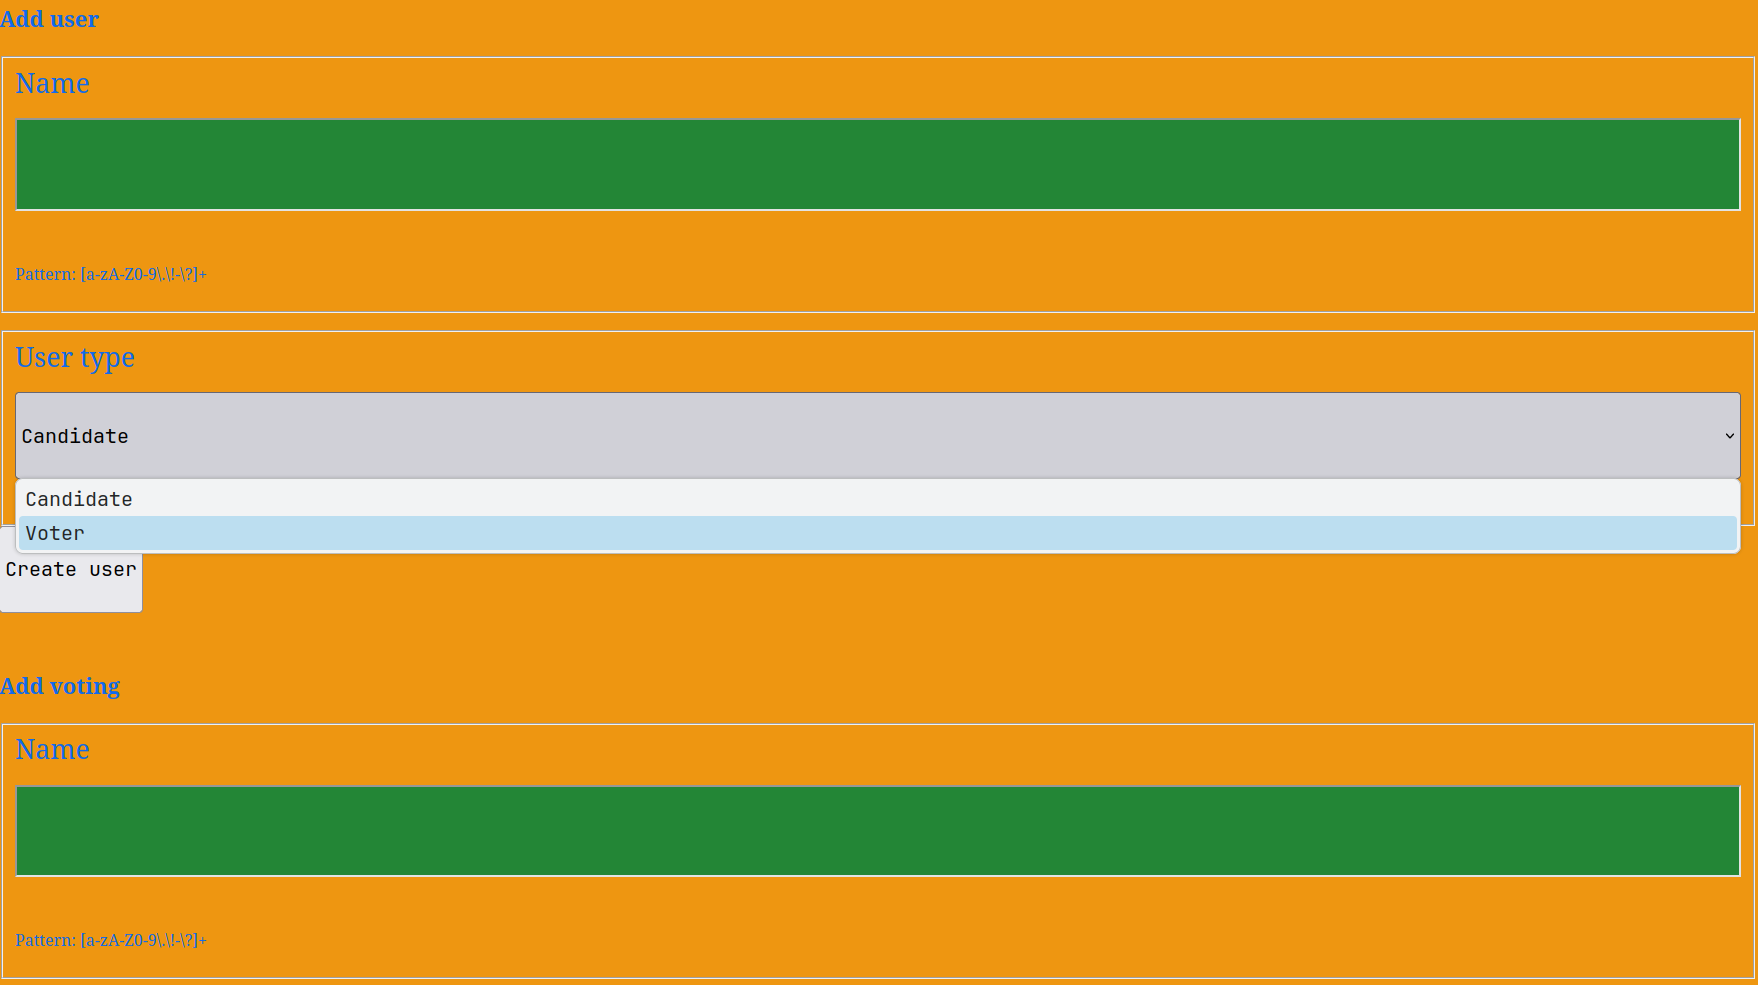 Add user
Name
Pattern: [a-zA-Z0-9\.\!-\?]+
User type
Candidate
Candidate
Voter
Create user
Add voting
Name
Pattern: [a-zA-Z0-9\.\!-\?]+